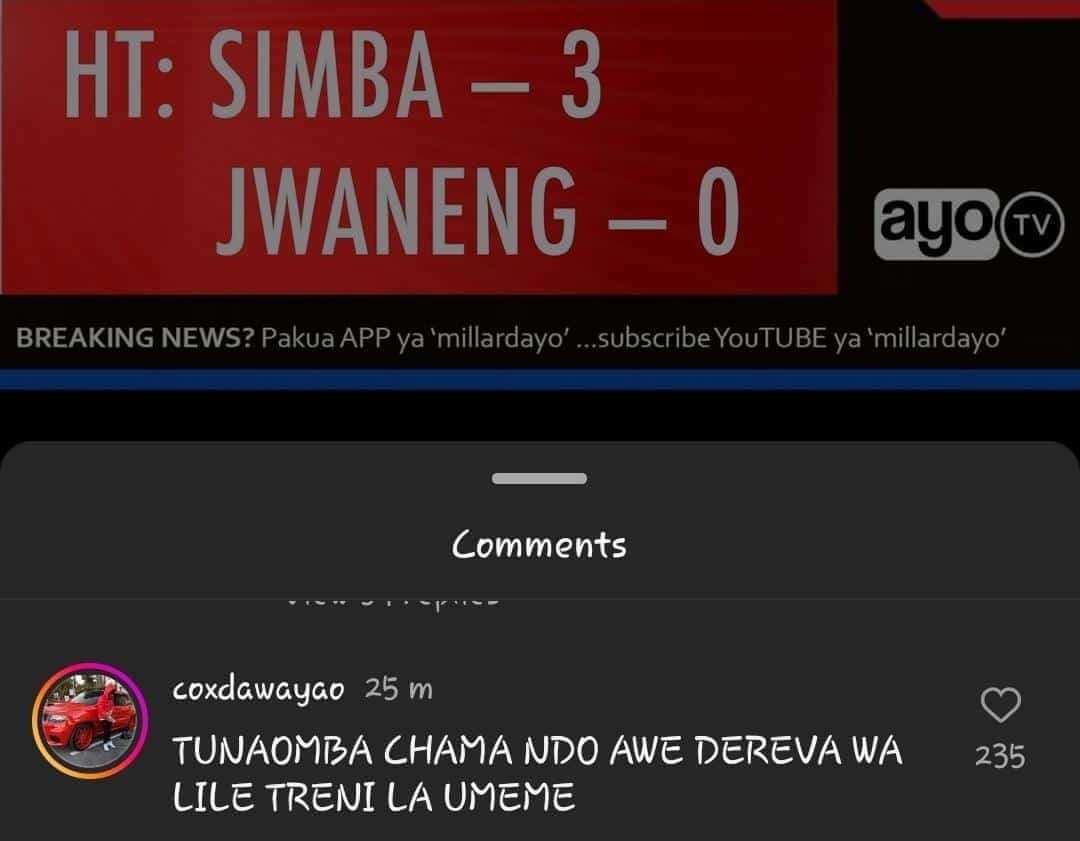 HT: SIMBA – 3
JWANENG – 0
ayo TV
BREAKING NEWS? Pakua APP ya ‘millardayo’ ...subscribe YouTUBE ya ‘millardayo’
Comments
coxdawayao 25 m
TUNAOMBA CHAMA NDO AWE DEREVA WA
LILE TRENI LA UMEME
235